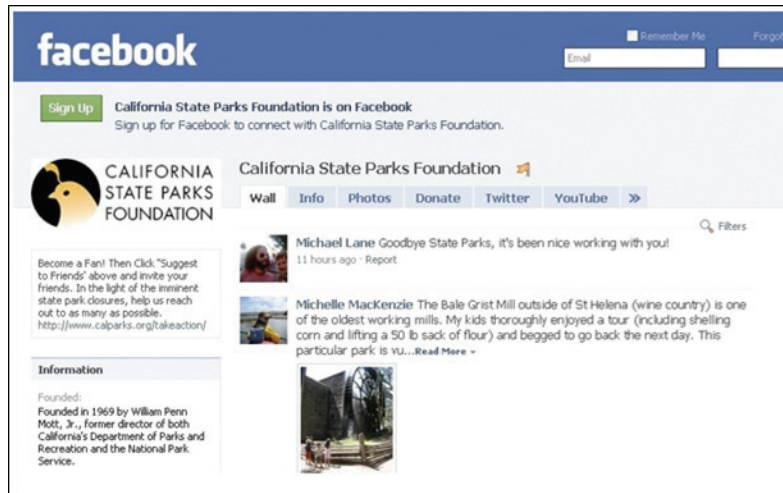 facebook
Remember Me
Forgot
Email
Sign Up
California State Parks Foundation is on Facebook
Sign up for Facebook to connect with California State Parks Foundation.
CALIFORNIA
STATE PARKS
FOUNDATION
California State Parks Foundation
Wall Info Photos Donate Twitter YouTube »
Filters
Michael Lane Goodbye State Parks, it's been nice working with you!
11 hours ago · Report
Become a Fan! Then Click "Suggest
to Friends' above and invite your
friends. In the light of the imminent
state park closures, help us reach
out to as many as possible.
http://www.calparks.org/takeaction/
Michelle MacKenzie The Bale Grist Mill outside of St Helena (wine country) is one
of the oldest working mills. My kids thoroughly enjoyed a tour (including shelling
corn and lifting a 50 lb sack of flour) and begged to go back the next day. This
particular park is vu...Read More
Information
Founded:
Founded in 1969 by William Penn
Mott, Jr., former director of both
California's Department of Parks and
Recreation and the National Park
Service.